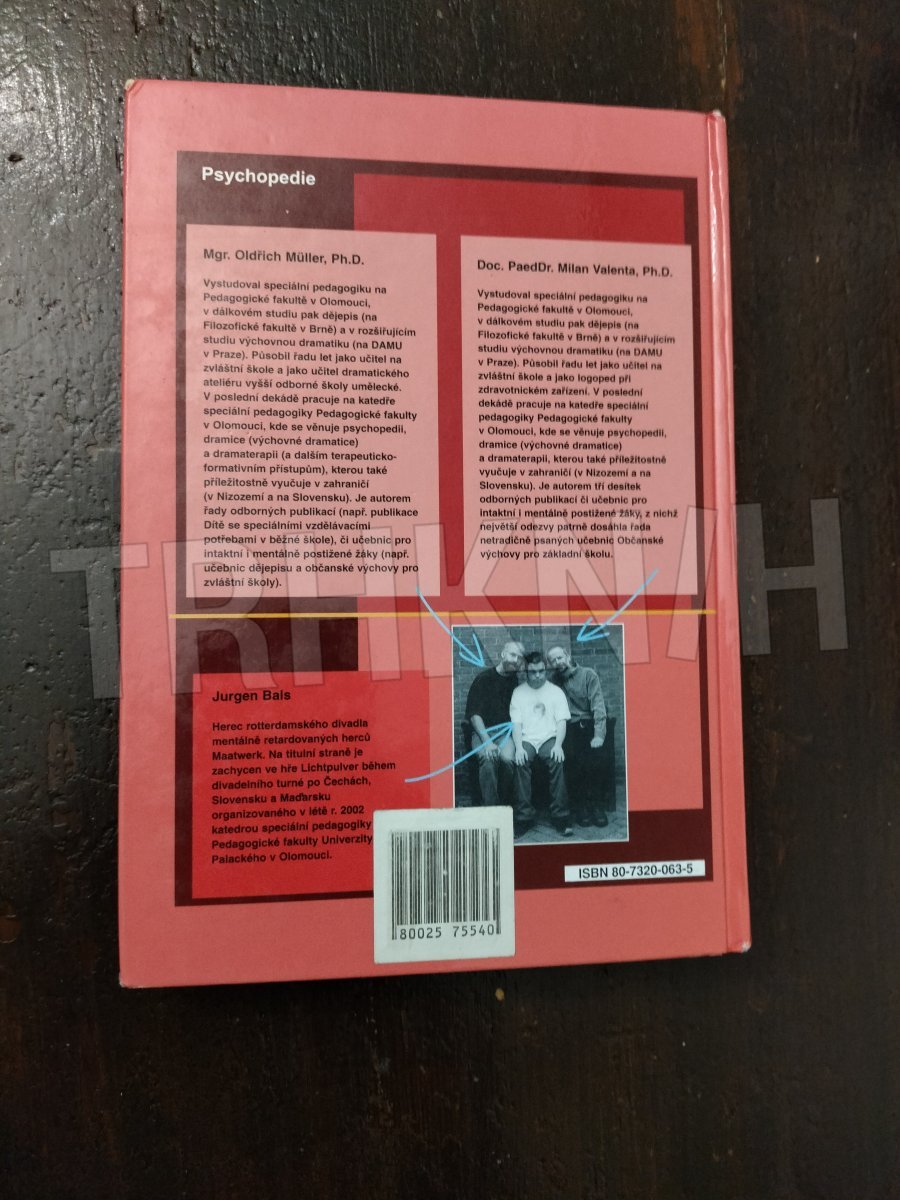 Psychopedie
Mgr. Oldřich Müller, Ph.D.
Vystudoval speciální pedagogiku na
Pedagogické fakultě v Olomouci,
v dálkovém studiu pak dějepis (na
Filozofické fakultě v Brně) a v rozšiřujícím
studiu výchovnou dramatiku (na DAMU
v Praze). Působil řadu let jako učitel na
zvláštní škole a jako učitel dramatického
ateliéru vyšší odborné školy umělecké.
V poslední dekádě pracuje na katedře
speciální pedagogiky Pedagogické fakulty
v Olomouci, kde se věnuje psychopedii,
dramice (výchovné dramatice)
a dramaterapii (a dalším terapeuticko-
formativním přístupům), kterou také
příležitostně vyučuje v zahraničí
(v Nizozemí a na Slovensku). Je autorem
řady odborných publikací (např. publikace
Dítě se speciálními vzdělávacími
potřebami v běžné škole), či učebnic pro
intaktní i mentálně postižené žáky (např.
učebnic dějepisu a občanské výchovy pro
zvláštní školy).
Doc. PaedDr. Milan Valenta, Ph.D.
Vystudoval speciální pedagogiku na
Pedagogické fakultě v Olomouci,
v dálkovém studiu pak dějepis (na
Filozofické fakultě v Brně) a v rozšiřujícím
studiu výchovnou dramatiku (na DAMU
v Praze). Působil řadu let jako učitel na
zvláštní škole a jako logoped při
zdravotnickém zařízení. V poslední
dekádě pracuje na katedře speciální
pedagogiky Pedagogické fakulty
v Olomouci, kde se věnuje psychopedii,
dramice (výchovné dramatice)
a dramaterapii, kterou také příležitostně
vyučuje v zahraničí (v Nizozemí a na
Slovensku). Je autorem tří desítek
odborných publikací či učebnic pro
intaktní i mentálně postižené žáky, z nichž
největší odezvy patrně dosáhla řada
netradičně psaných učebnic Občanské
výchovy pro základní školu.
Jurgen Bals
Herec rotterdamského divadla
mentálně retardovaných herců
Maatwerk. Na titulní straně je
zachycen ve hře Lichtpulver během
divadelního turné po Čechách,
Slovensku a Maďarsku
organizovaného v létě r. 2002
katedrou speciální pedagogiky
Pedagogické fakulty Univerzity
Palackého v Olomouci.
80025 75540
ISBN 80-7320-063-5
TRHKNIH